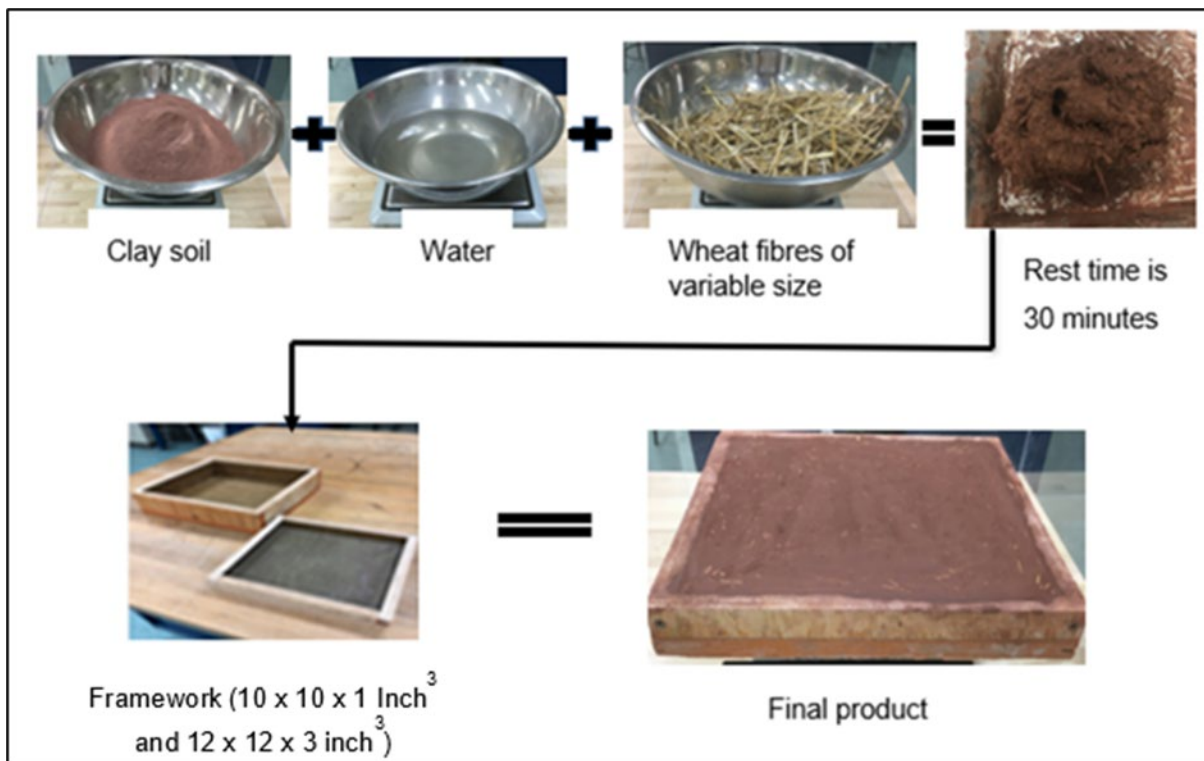 Clay soil
Water
Wheat fibres of
variable size
Rest time is
30 minutes
Framework (10 x 10 x 1 Inch³
and 12 x 12 x 3 inch³)
Final product